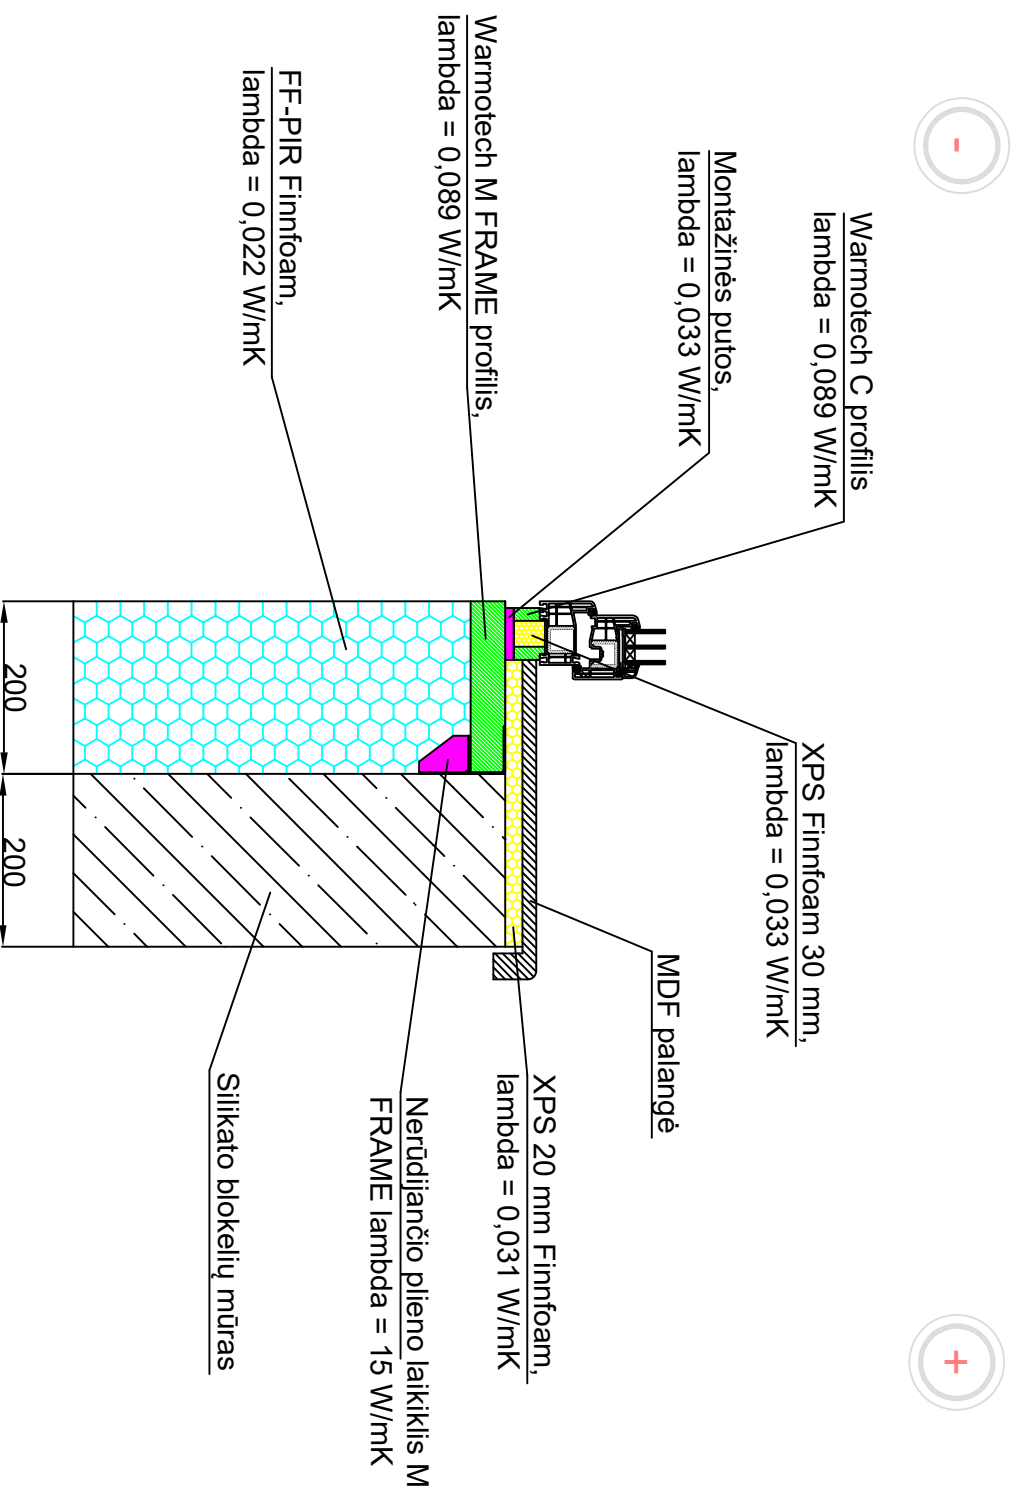 -
+
Warmotech C profilis
lambda = 0,089 W/mK
Montažinės putos,
lambda = 0,033 W/mK
Warmotech M FRAME profilis,
lambda = 0,089 W/mK
FF-PIR Finnfoam,
lambda = 0,022 W/mK
XPS Finnfoam 30 mm,
lambda = 0,033 W/mK
MDF palangė
XPS 20 mm Finnfoam,
lambda = 0,031 W/mK
Nerūdijančio plieno laikiklis M
FRAME lambda = 15 W/mK
Silikato blokelių mūras
200
200